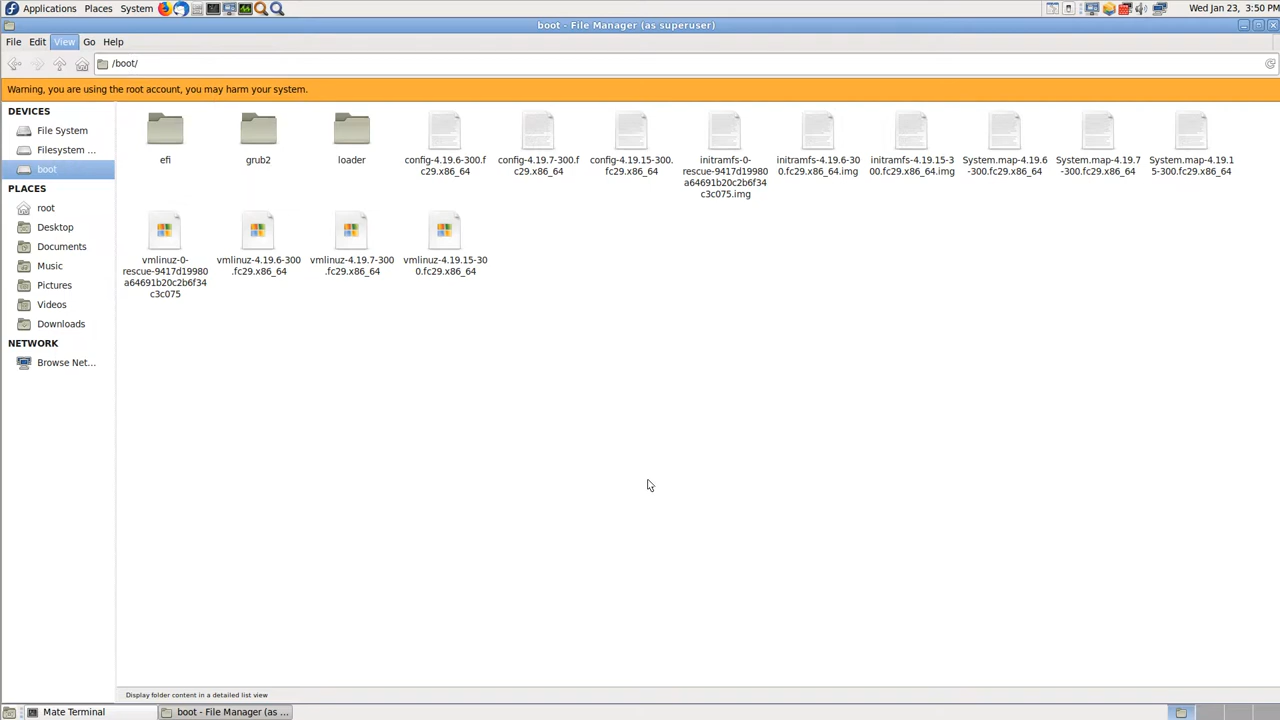 Applications Places System Wed Jan 23, 3:50 PM
boot - File Manager (as superuser)
File Edit View Go Help
/boot/
Warning, you are using the root account, you may harm your system.
DEVICES
File System
Filesystem ...
boot
PLACES
root
Desktop
Documents
Music
Pictures
Videos
Downloads
NETWORK
Browse Net...
efi
grub2
loader
config-4.19.6-300.f
c29.x86_64
config-4.19.7-300.f
c29.x86_64
config-4.19.15-300.
fc29.x86_64
initramfs-0-
rescue-9417d19980
a64691b20c2b6f34
c3c075.img
initramfs-4.19.6-30
0.fc29.x86_64.img
initramfs-4.19.15-3
00.fc29.x86_64.img
System.map-4.19.6
-300.fc29.x86_64
System.map-4.19.7
-300.fc29.x86_64
System.map-4.19.1
5-300.fc29.x86_64
vmlinuz-0-
rescue-9417d19980
a64691b20c2b6f34
c3c075
vmlinuz-4.19.6-300
.fc29.x86_64
vmlinuz-4.19.7-300
.fc29.x86_64
vmlinuz-4.19.15-30
0.fc29.x86_64
Display folder content in a detailed list view
Mate Terminal
boot - File Manager (as ...